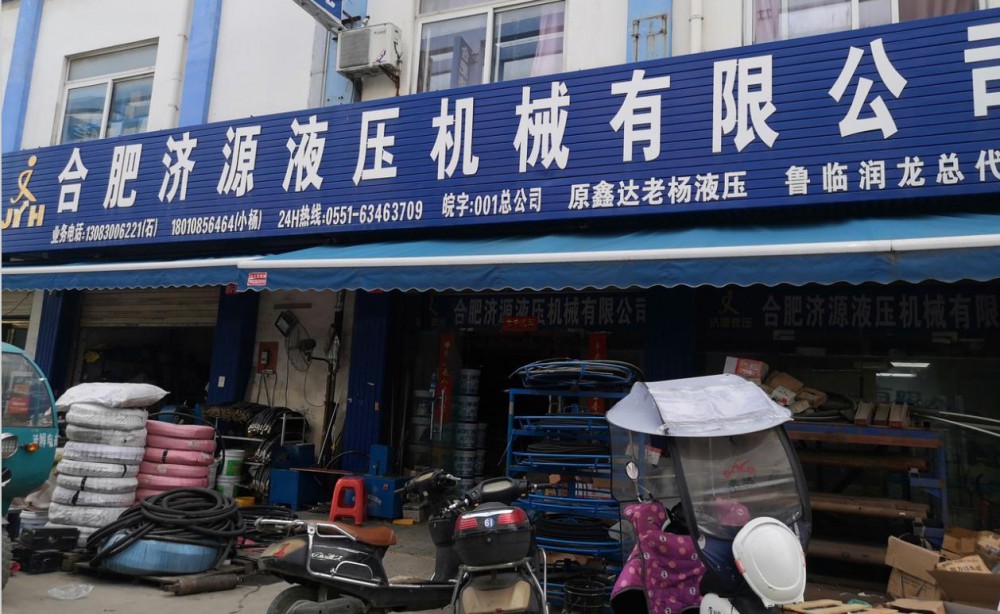 合肥济源液压机械有限公司
JYH
业务电话:13083006221(石) 18010856464(小杨) 24H热线:0551-63463709 皖字:001总公司 原鑫达老杨液压 鲁临润龙总代
合肥济源液压机械有限公司
合肥济源液压机械有限
61